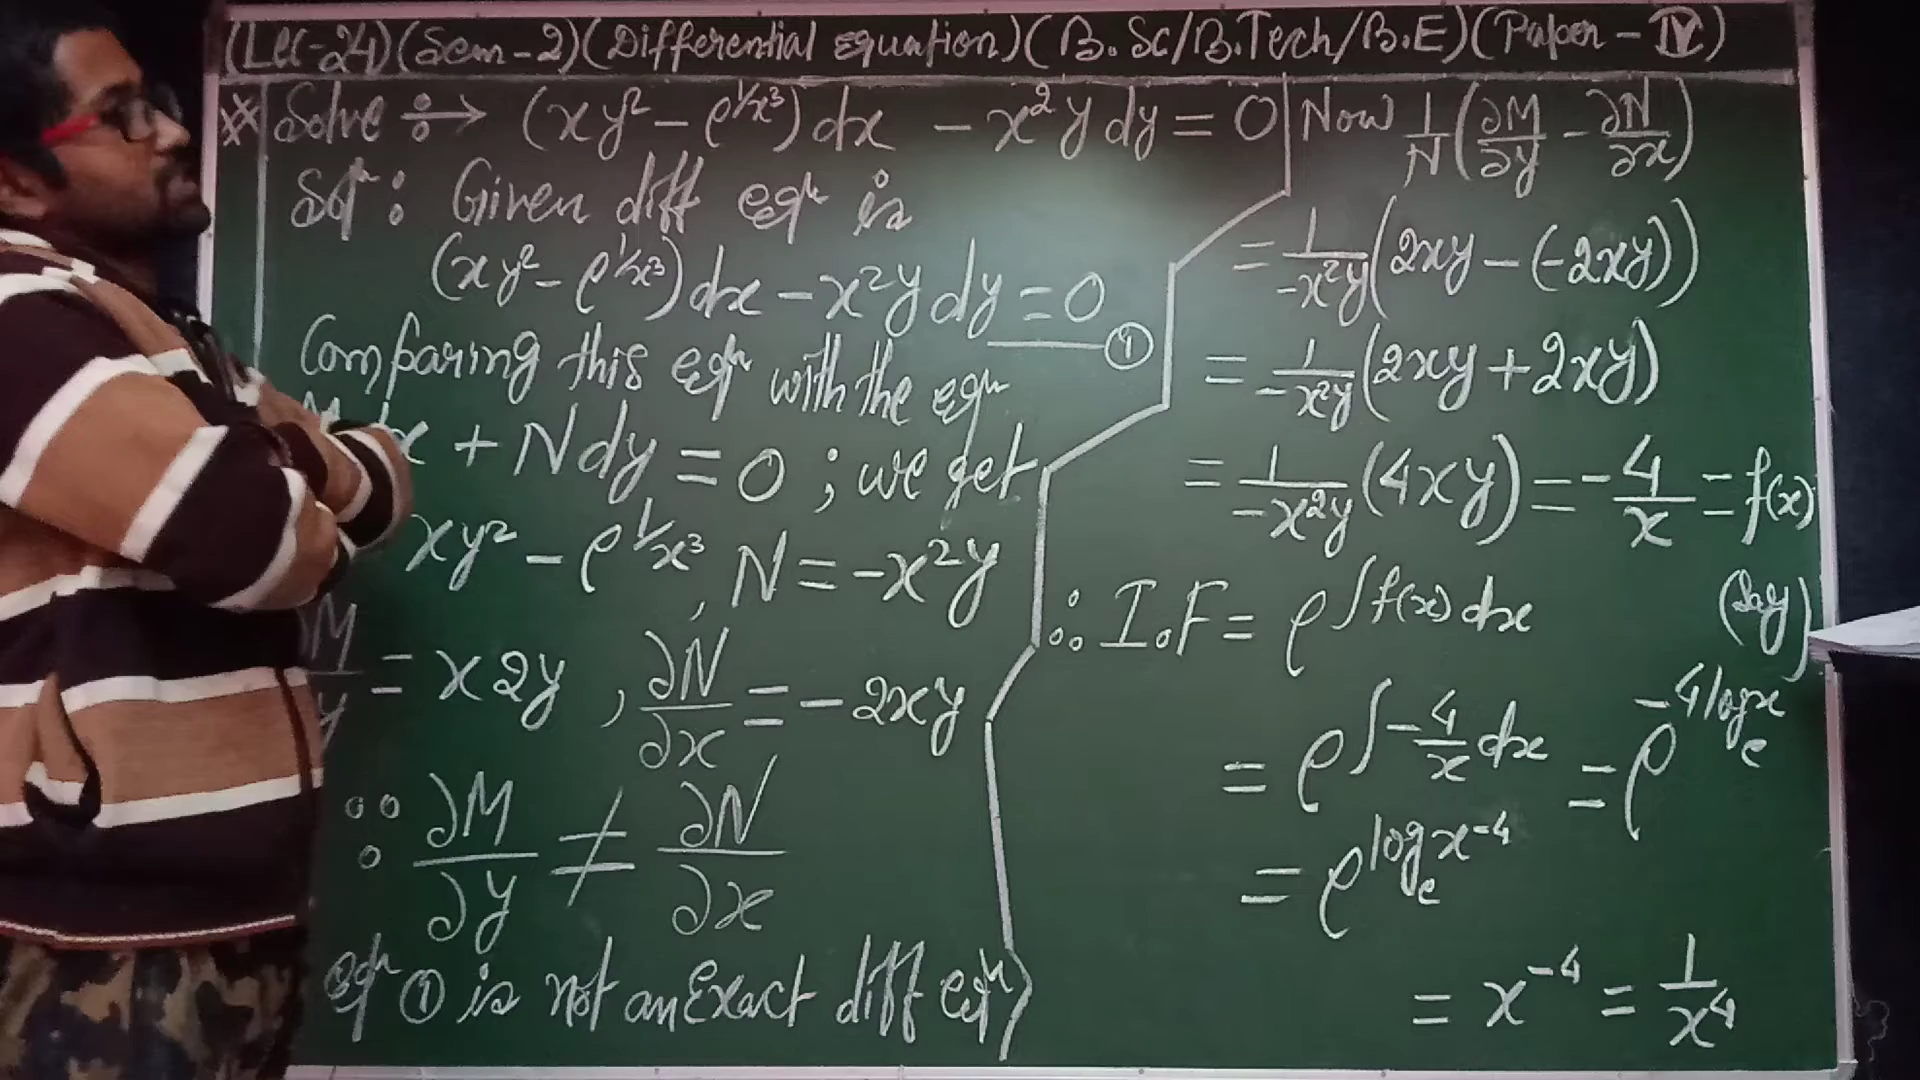 (Lec-24)(Sem-2)(Differential equation)(B.Sc/B.Tech/B.E)(Paper-IV)
Solve ÷→ (xy² - e^{1/x³})dx - x²y dy = 0
Solⁿ: Given diff eqⁿ is
(xy² - e^{1/x³})dx - x²y dy = 0 ——①
Comparing this eqⁿ with the eqⁿ
+ Ndy = 0 ; we get
xy² - e^{1/x³}, N = -x²y
= x2y, ∂N/∂x = -2xy
∵ ∂M/∂y ≠ ∂N/∂x
eqⁿ ① is not an Exact diff eqⁿ
Now 1/N (∂M/∂y - ∂N/∂x)
= 1/-x²y (2xy - (-2xy))
= 1/-x²y (2xy + 2xy)
= 1/-x²y (4xy) = -4/x = f(x)
(Say)
∴ I.F = e^{∫f(x)dx}
= e^{∫-4/x dx} = e^{-4logₑx}
= e^{logₑx⁻⁴}
= x⁻⁴ = 1/x⁴